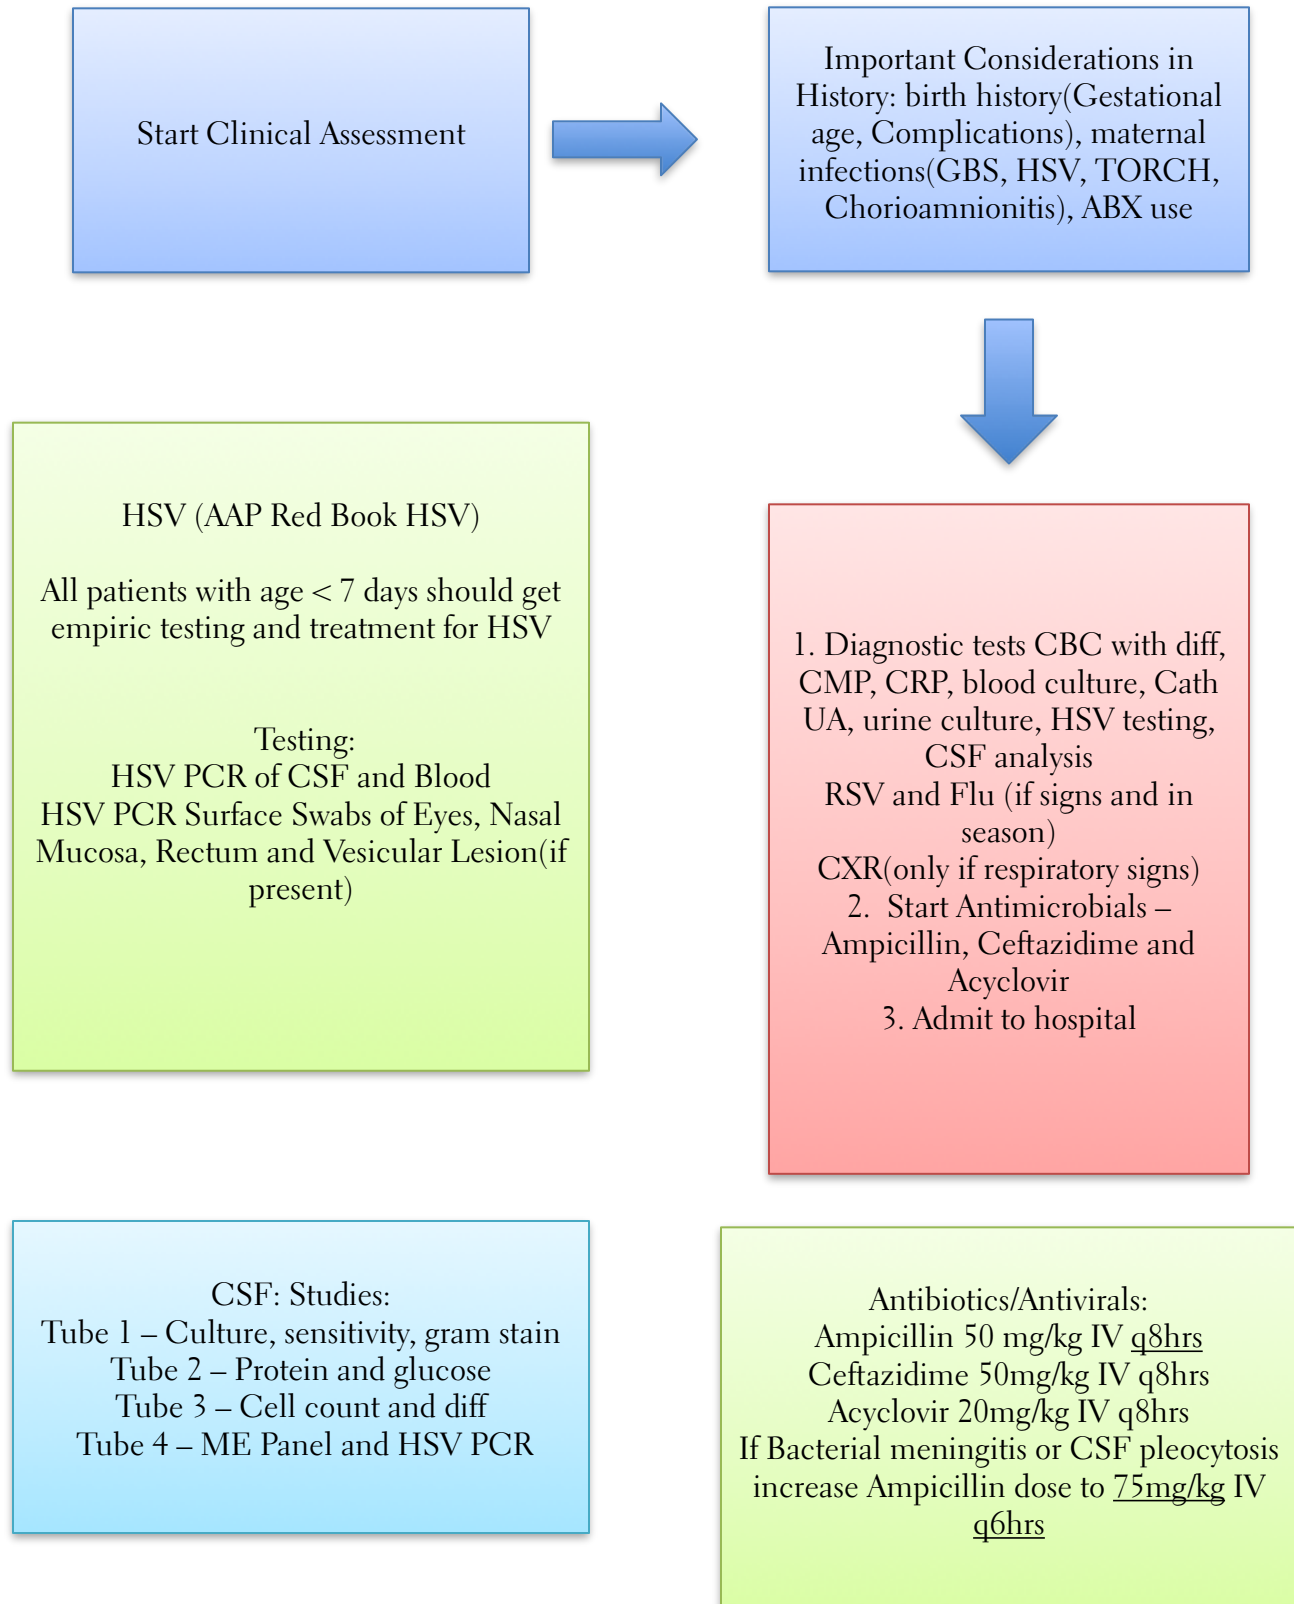 Start Clinical Assessment
Important Considerations in
History: birth history(Gestational
age, Complications), maternal
infections(GBS, HSV, TORCH,
Chorioamnionitis), ABX use
HSV (AAP Red Book HSV)
All patients with age < 7 days should get
empiric testing and treatment for HSV
Testing:
HSV PCR of CSF and Blood
HSV PCR Surface Swabs of Eyes, Nasal
Mucosa, Rectum and Vesicular Lesion(if
present)
1. Diagnostic tests CBC with diff,
CMP, CRP, blood culture, Cath
UA, urine culture, HSV testing,
CSF analysis
RSV and Flu (if signs and in
season)
CXR(only if respiratory signs)
2. Start Antimicrobials –
Ampicillin, Ceftazidime and
Acyclovir
3. Admit to hospital
CSF: Studies:
Tube 1 – Culture, sensitivity, gram stain
Tube 2 – Protein and glucose
Tube 3 – Cell count and diff
Tube 4 – ME Panel and HSV PCR
Antibiotics/Antivirals:
Ampicillin 50 mg/kg IV q8hrs
Ceftazidime 50mg/kg IV q8hrs
Acyclovir 20mg/kg IV q8hrs
If Bacterial meningitis or CSF pleocytosis
increase Ampicillin dose to 75mg/kg IV
q6hrs